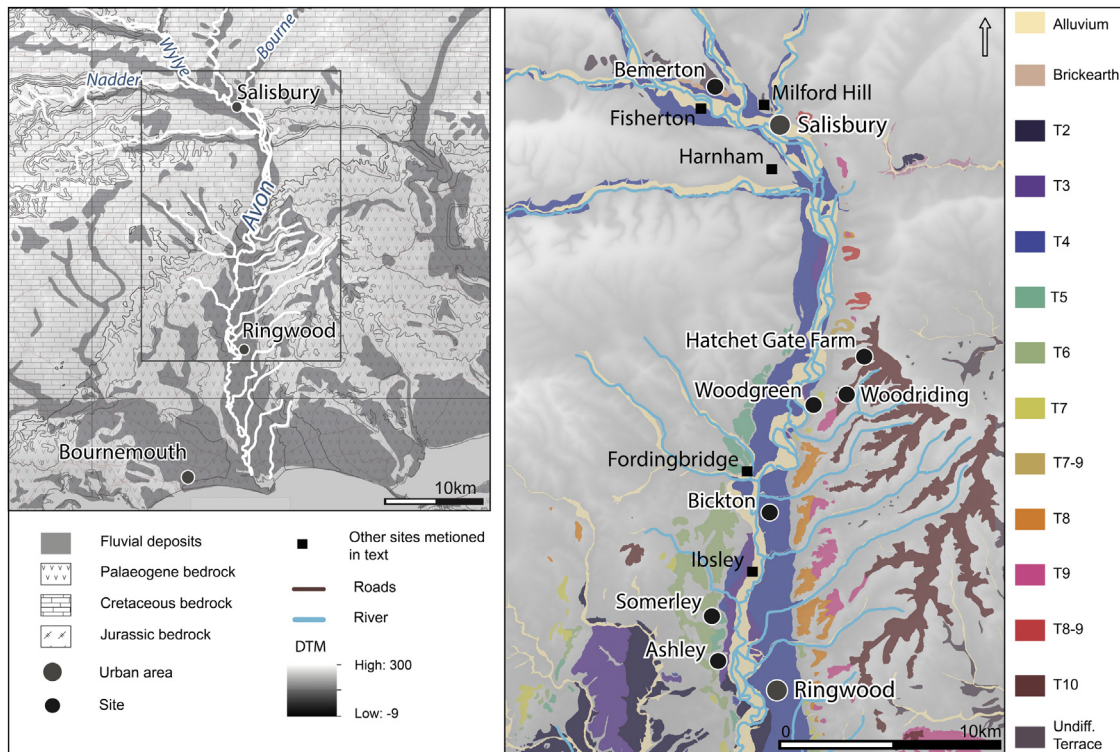 Nadder
Wylye
Bourne
Salisbury
Avon
Ringwood
Bournemouth
10km
Fluvial deposits
Palaeogene bedrock
Cretaceous bedrock
Jurassic bedrock
Urban area
Site
Other sites metioned
in text
Roads
River
DTM
High: 300
Low: -9
Bemerton
Milford Hill
Fisherton
Salisbury
Harnham
Hatchet Gate Farm
Woodgreen
Woodriding
Fordingbridge
Bickton
Ibsley
Somerley
Ashley
Ringwood
0
10km
Alluvium
Brickearth
T2
T3
T4
T5
T6
T7
T7-9
T8
T9
T8-9
T10
Undiff.
Terrace